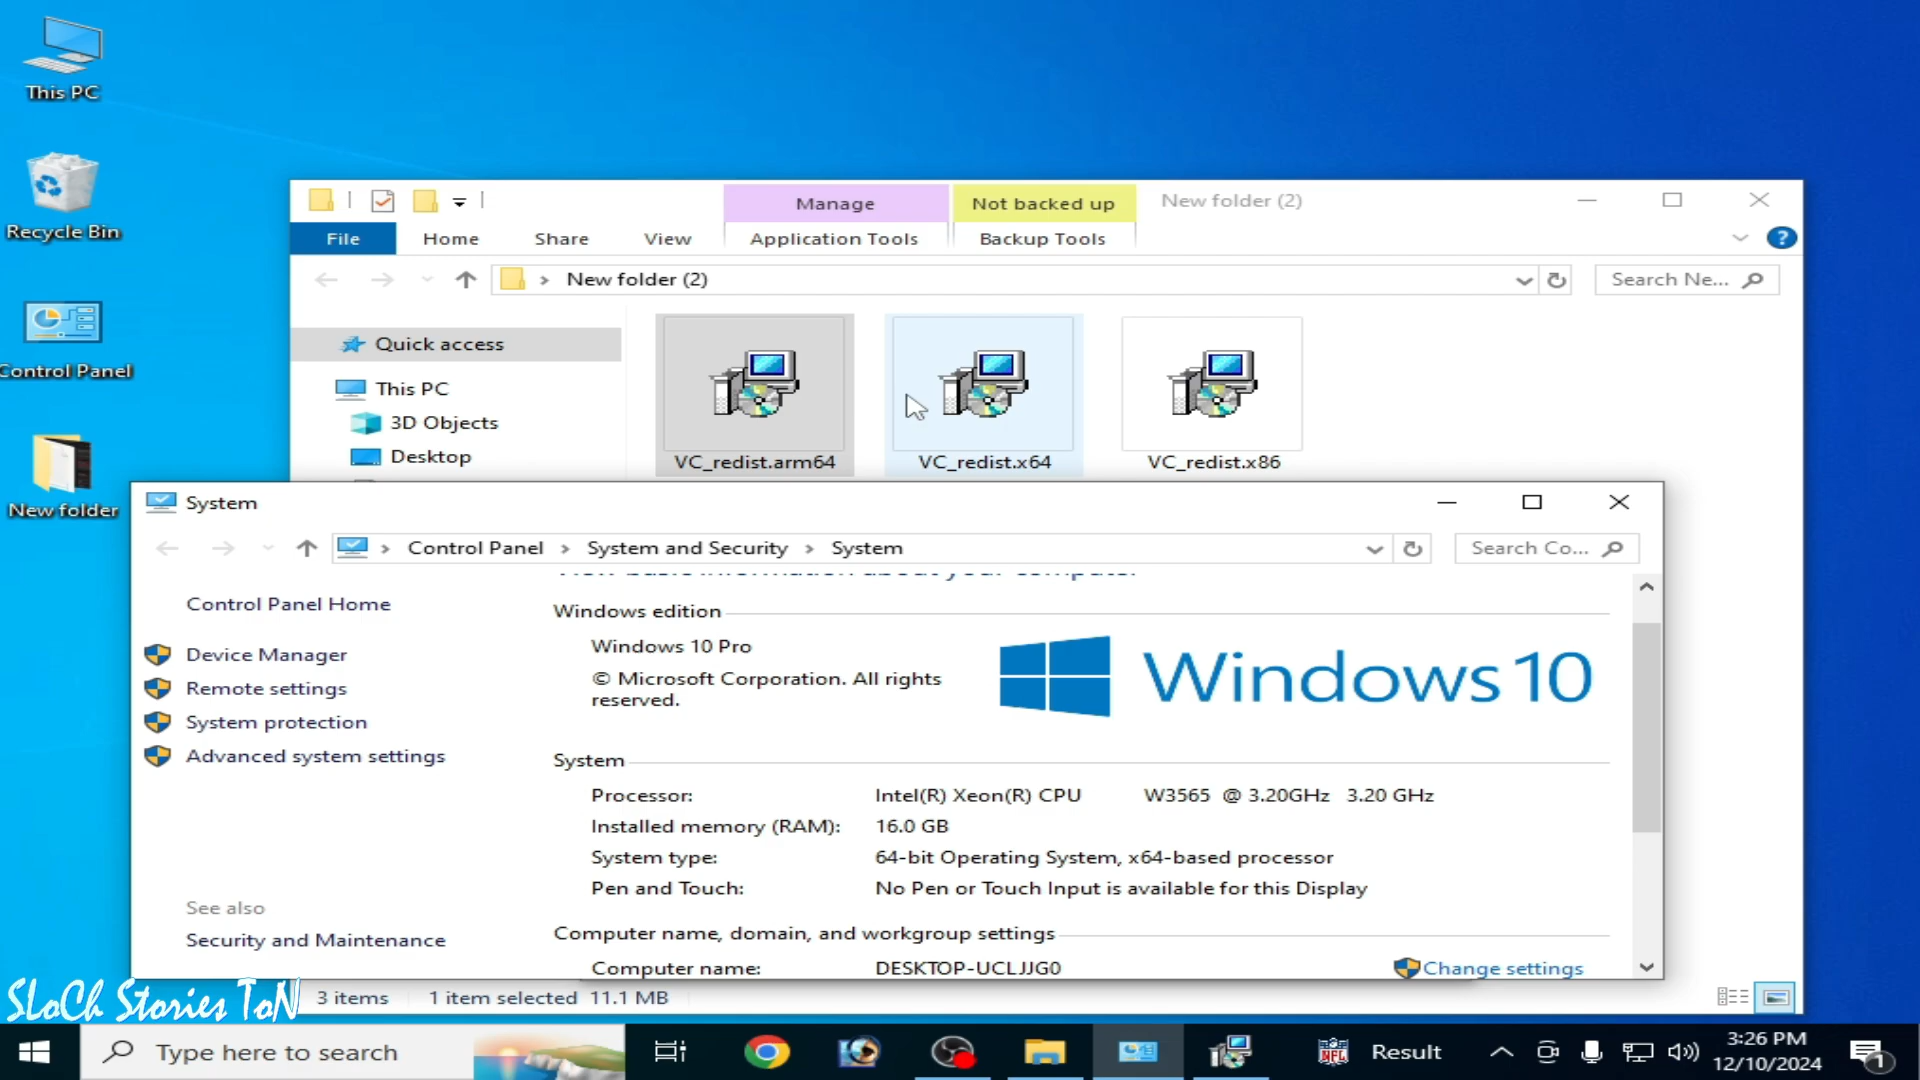 This PC
Recycle Bin
Control Panel
New folder
Manage
Not backed up
New folder (2)
File
Home
Share
View
Application Tools
Backup Tools
?
New folder (2)
Search Ne...
Quick access
This PC
3D Objects
Desktop
VC_redist.arm64
VC_redist.x64
VC_redist.x86
System
Control Panel
System and Security
System
Search Co...
Control Panel Home
Device Manager
Remote settings
System protection
Advanced system settings
See also
Security and Maintenance
View basic information about your computer
Windows edition
Windows 10 Pro
© Microsoft Corporation. All rights
reserved.
Windows 10
System
Processor: Intel(R) Xeon(R) CPU W3565 @ 3.20GHz 3.20 GHz
Installed memory (RAM): 16.0 GB
System type: 64-bit Operating System, x64-based processor
Pen and Touch: No Pen or Touch Input is available for this Display
Computer name, domain, and workgroup settings
Computer name: DESKTOP-UCLJJG0
Change settings
SLoCh Stories ToN
3 items
1 item selected 11.1 MB
Type here to search
NFL
Result
3:26 PM
12/10/2024
1